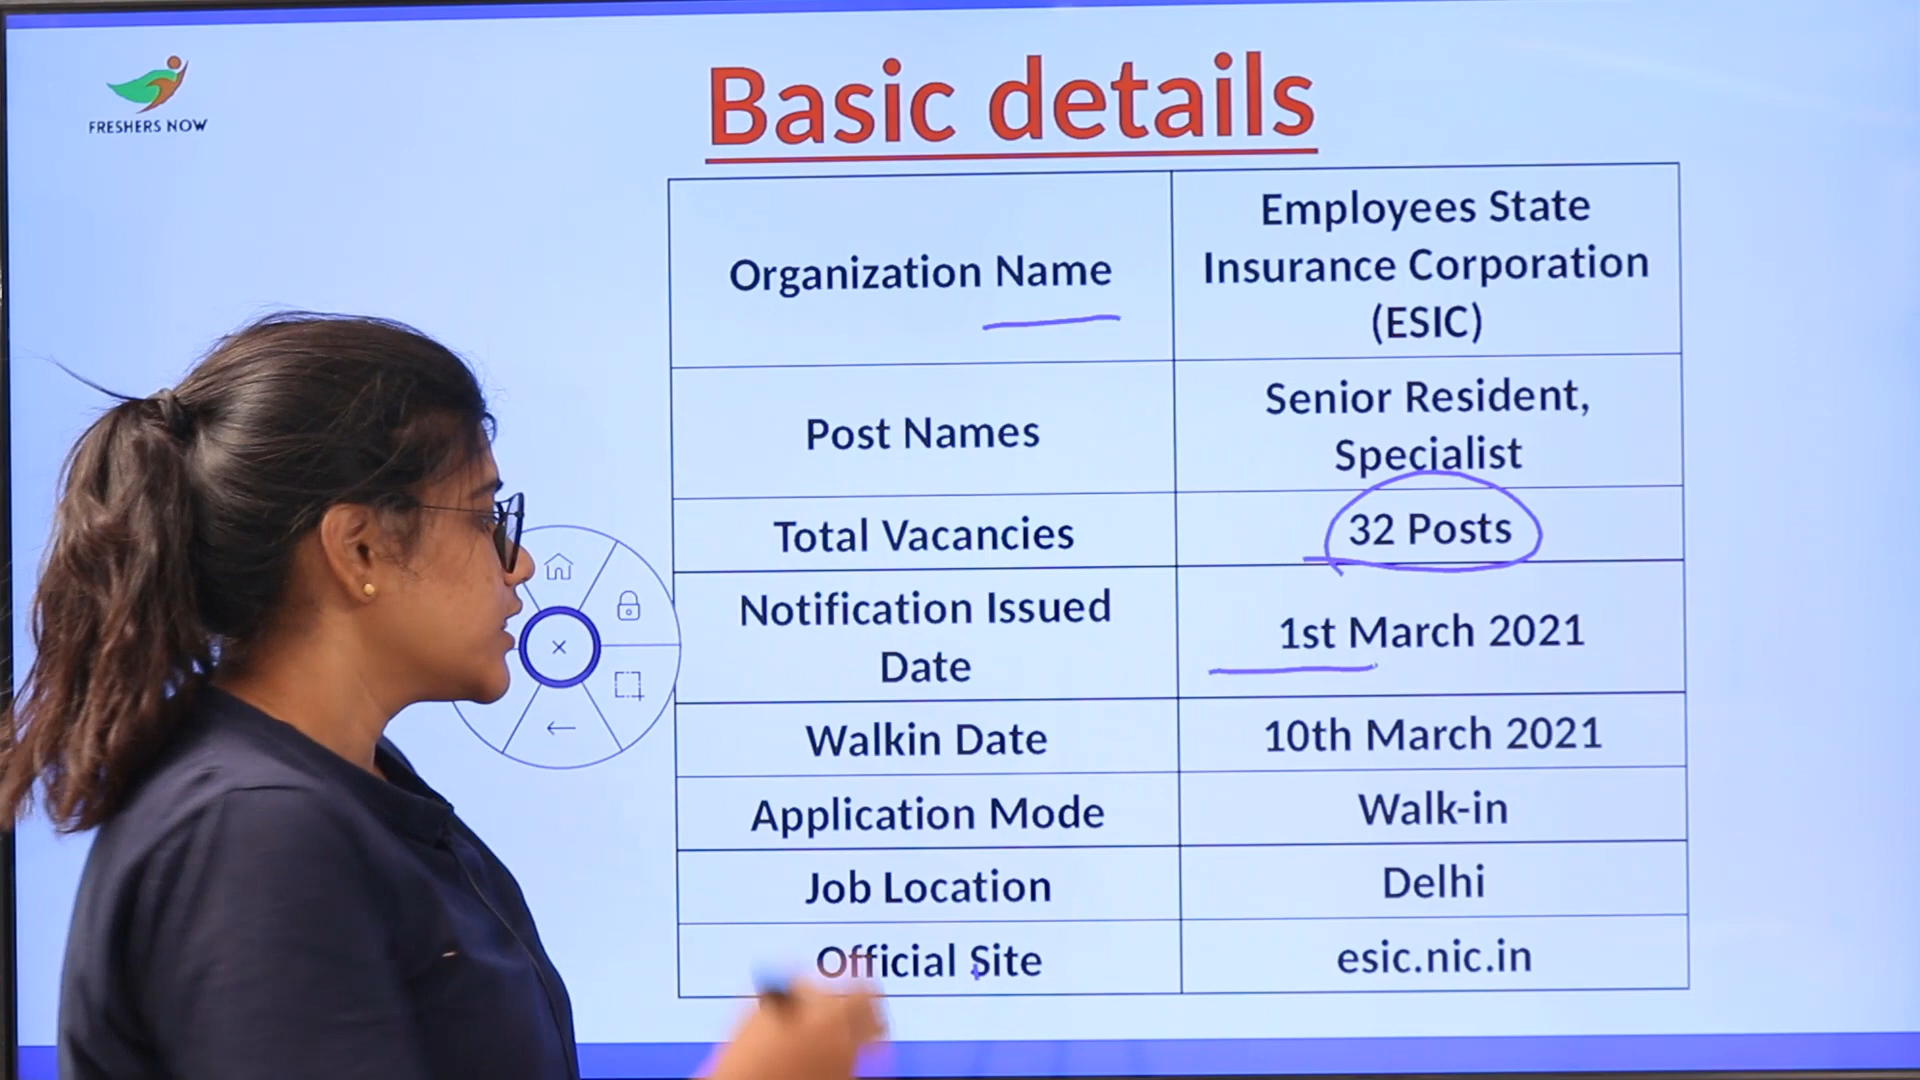 FRESHERS NOW
Basic details
Organization Name
Employees State
Insurance Corporation
(ESIC)
Post Names
Senior Resident,
Specialist
Total Vacancies
32 Posts
Notification Issued
Date
1st March 2021
Walkin Date
10th March 2021
Application Mode
Walk-in
Job Location
Delhi
Official Site
esic.nic.in